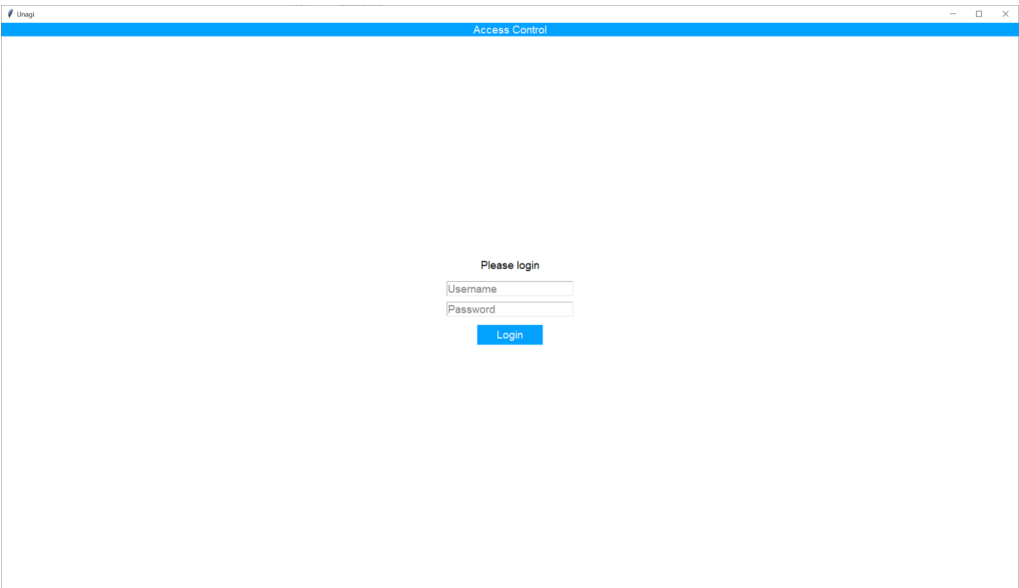 Unagi
Access Control
Please login
Username
Password
Login